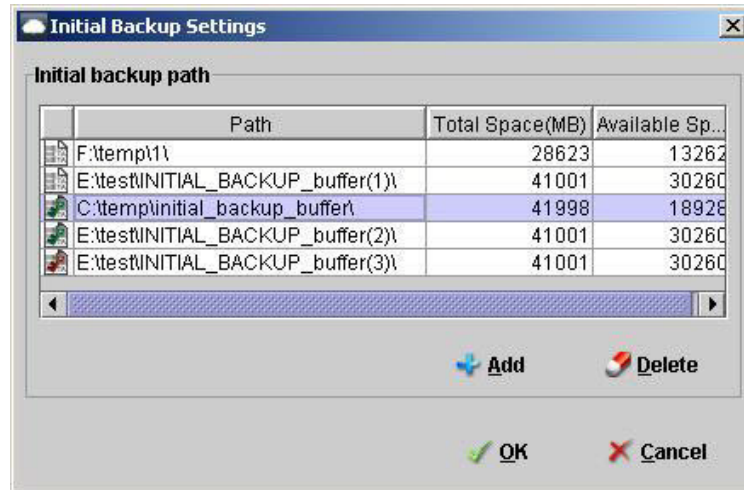 Initial Backup Settings
Initial backup path
Path Total Space(MB) Available Sp...
F:\temp\1\ 28623 13262
E:\test\INITIAL_BACKUP_buffer(1)\ 41001 30260
C:\temp\initial_backup_buffer\ 41998 18928
E:\test\INITIAL_BACKUP_buffer(2)\ 41001 30260
E:\test\INITIAL_BACKUP_buffer(3)\ 41001 30260
Add Delete
OK Cancel